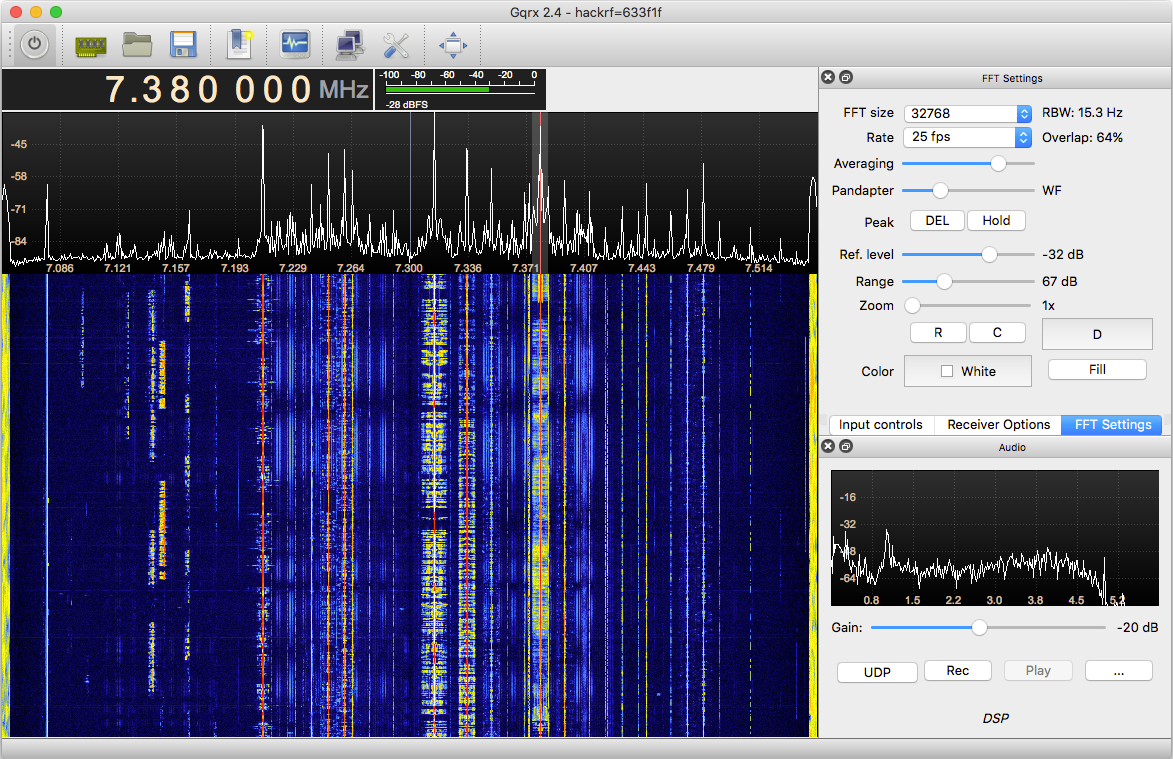 Gqrx 2.4 - hackrf=633f1f
7.380 000 MHz
-100 -80 -60 -40 -20 0
-28 dBFS
-45
-58
-71
-84
7.086 7.121 7.157 7.193 7.229 7.264 7.300 7.336 7.371 7.407 7.443 7.479 7.514
FFT Settings
FFT size 32768 RBW: 15.3 Hz
Rate 25 fps Overlap: 64%
Averaging
Pandapter WF
Peak DEL Hold
Ref. level -32 dB
Range 67 dB
Zoom 1x
R C D
Color White Fill
Input controls Receiver Options FFT Settings
Audio
-16
-32
-64
0.8 1.5 2.2 3.0 3.8 4.5
Gain: -20 dB
UDP Rec Play ...
DSP